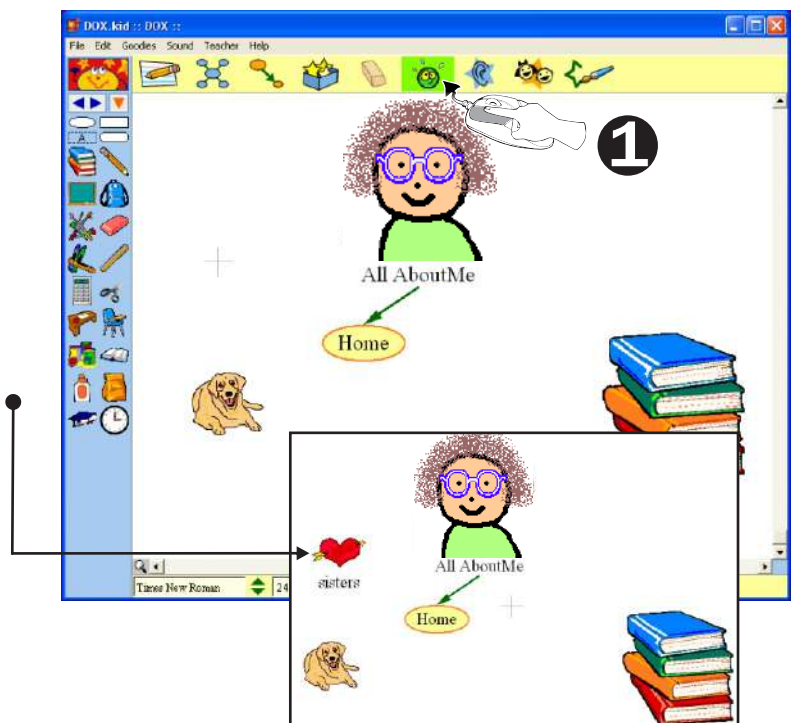 DOX.kid :: DOX ::
File Edit Goodies Sound Teacher Help
1
A
All AboutMe
Home
Times New Roman 24
All AboutMe
sisters
Home